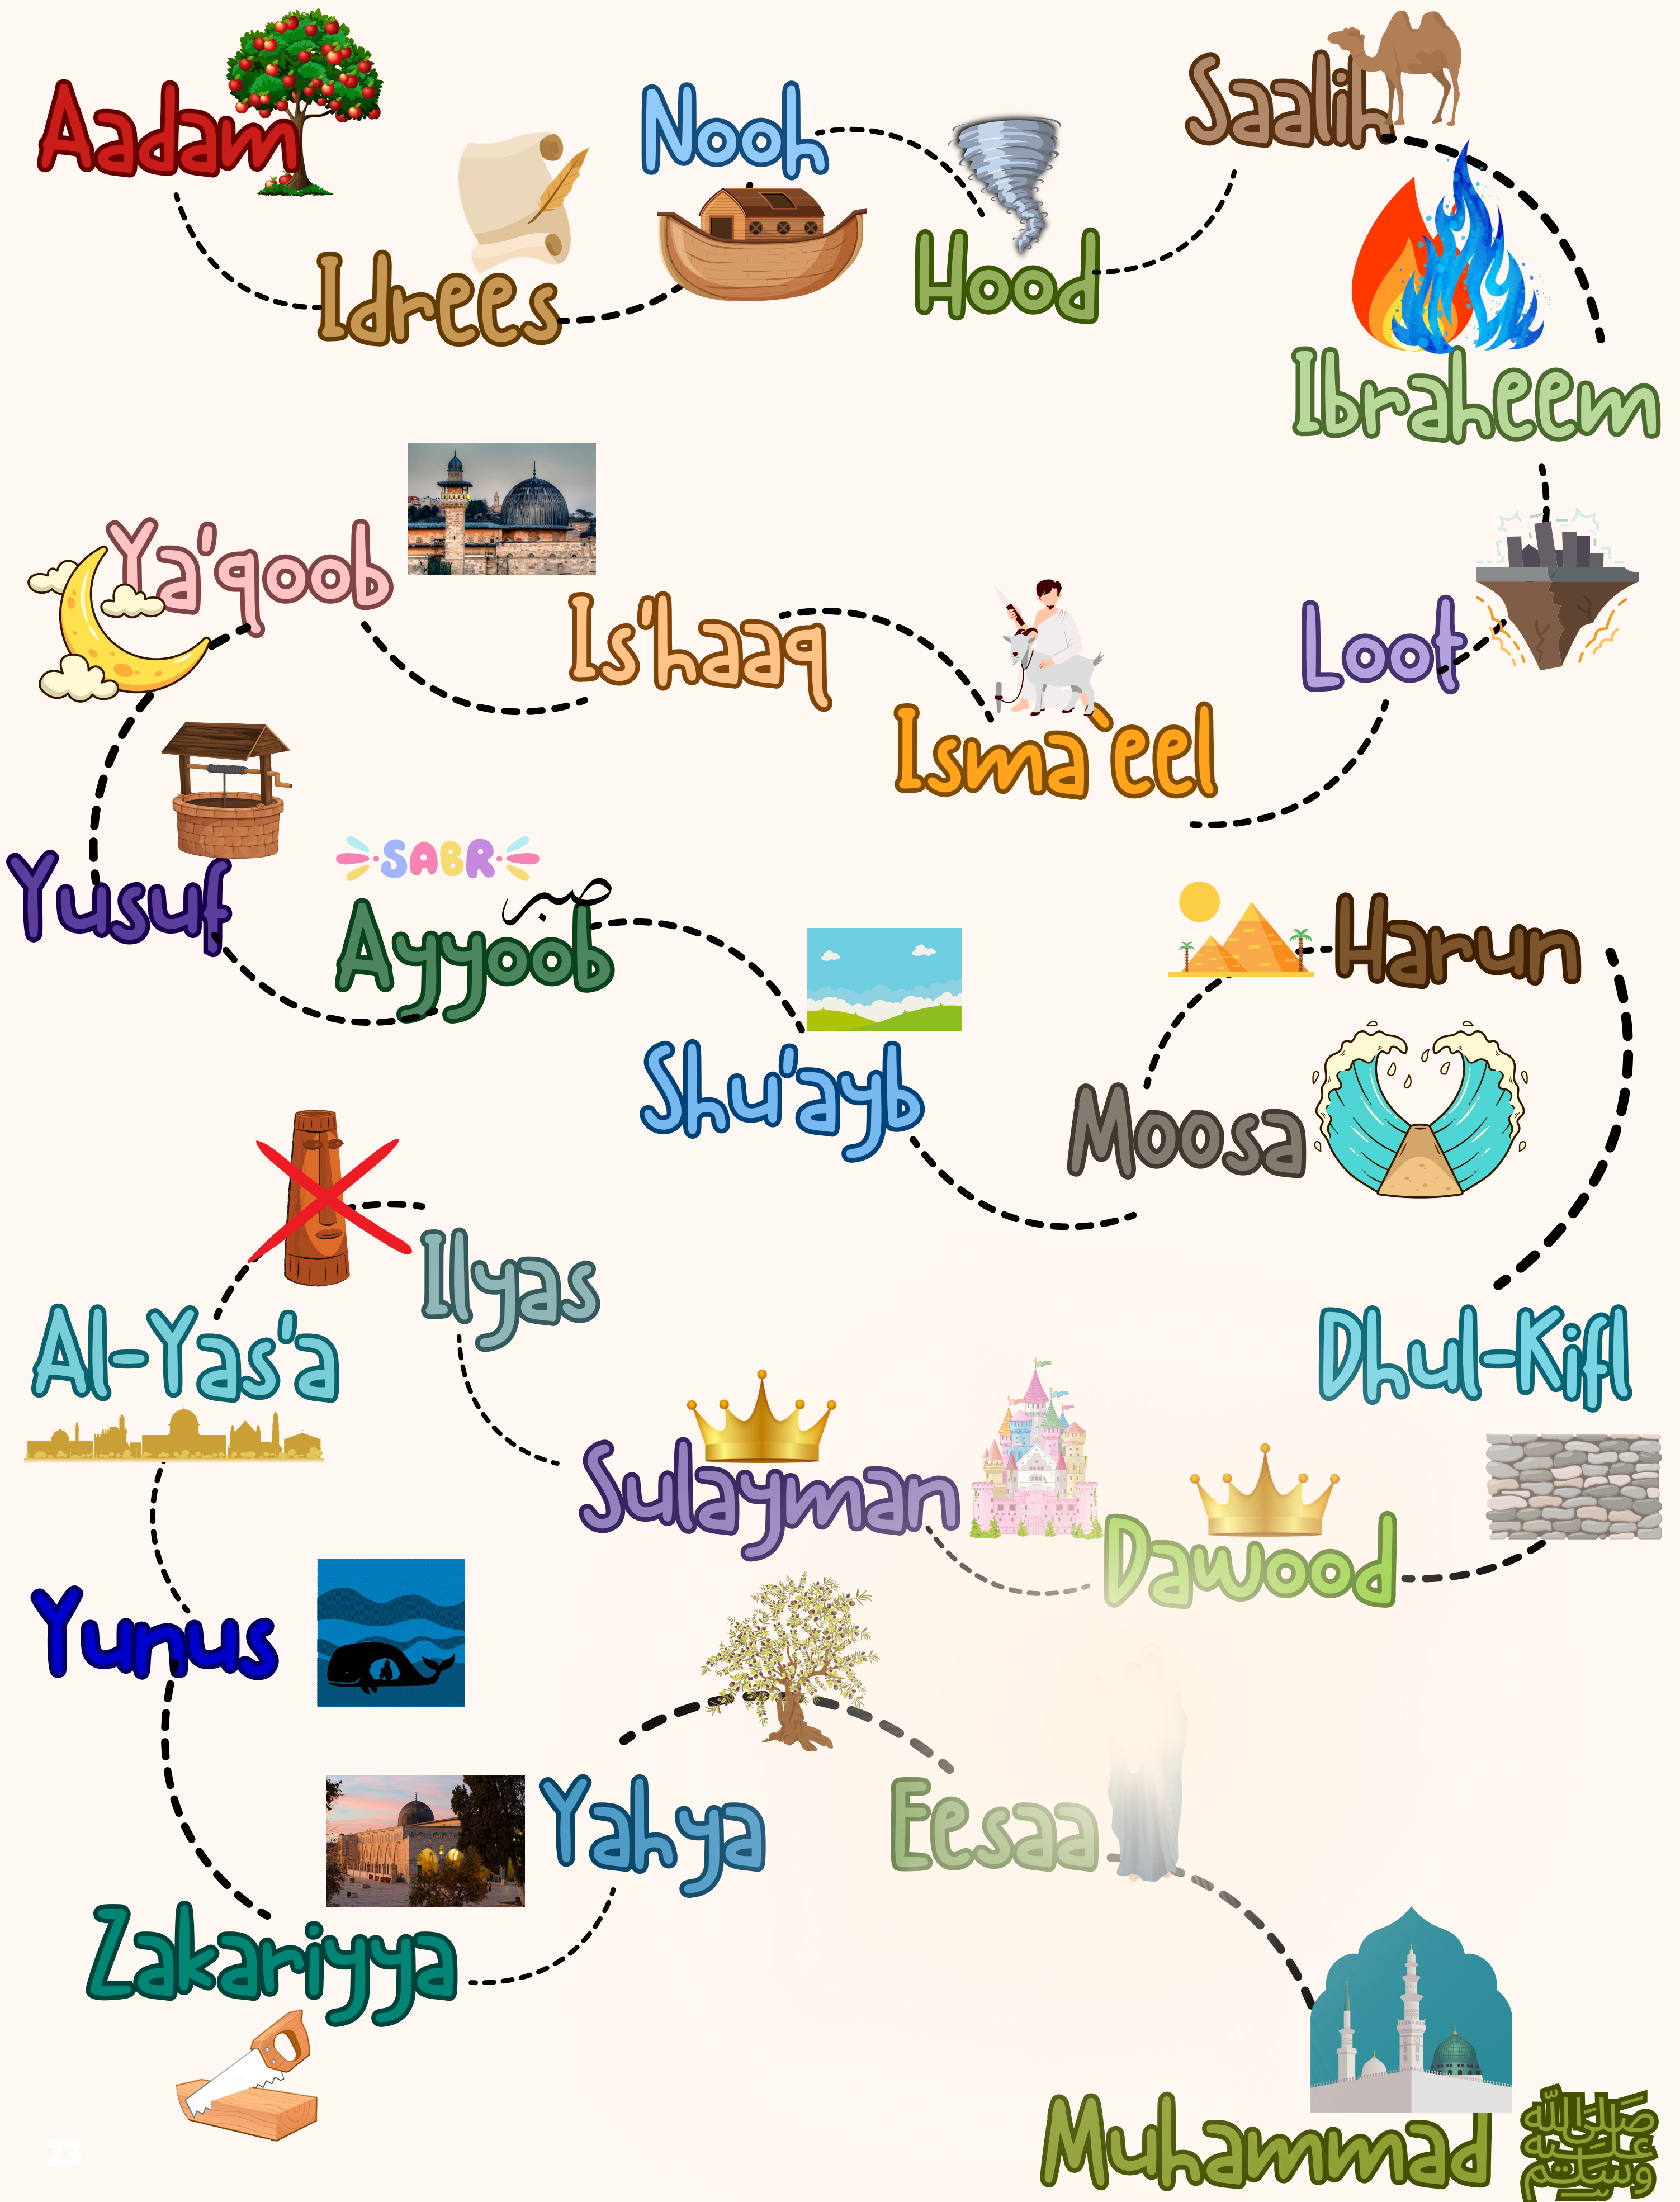 Aadam
Idrees
Nooh
Hood
Saalih
Ibraheem
Loot
Isma`eel
Is'haaq
Ya'qoob
Yusuf
SABR
صبر
Ayyoob
Shu'ayb
Moosa
Harun
Dhul-Kifl
Dawood
Sulayman
Ilyas
Al-Yas'a
Yunus
Zakariyya
Yahya
Eesaa
Muhammad
صلى الله
عليه
وسلم
23